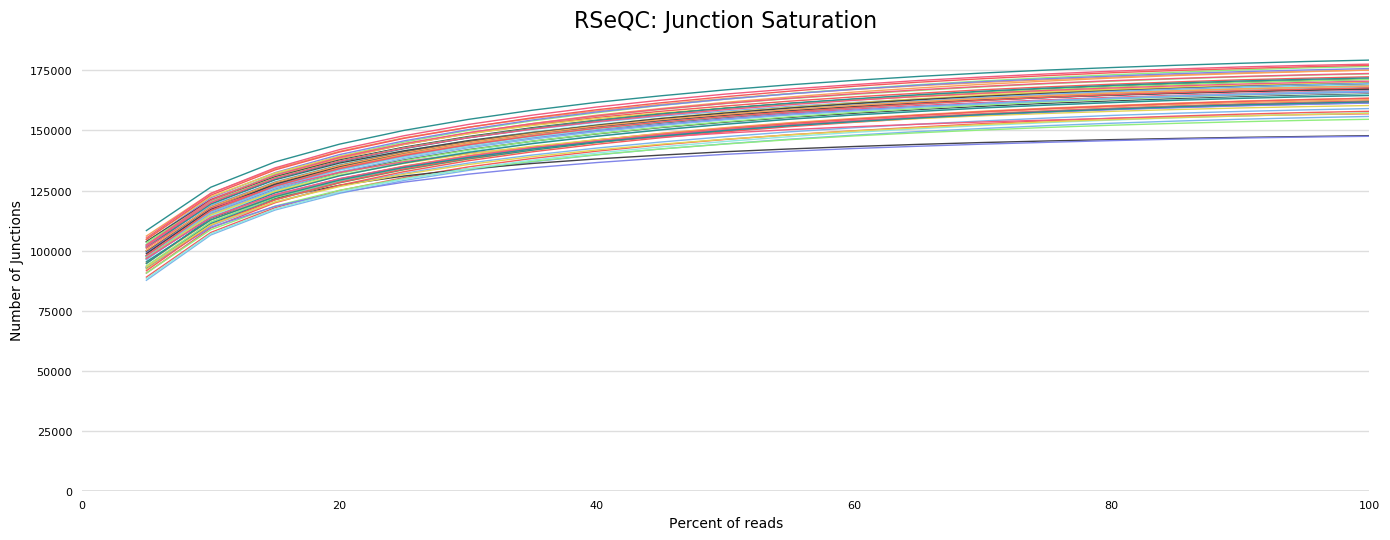 RSeQC: Junction Saturation
175000
150000
125000
100000
75000
50000
25000
0
Number of Junctions
0 20 40 60 80 100
Percent of reads